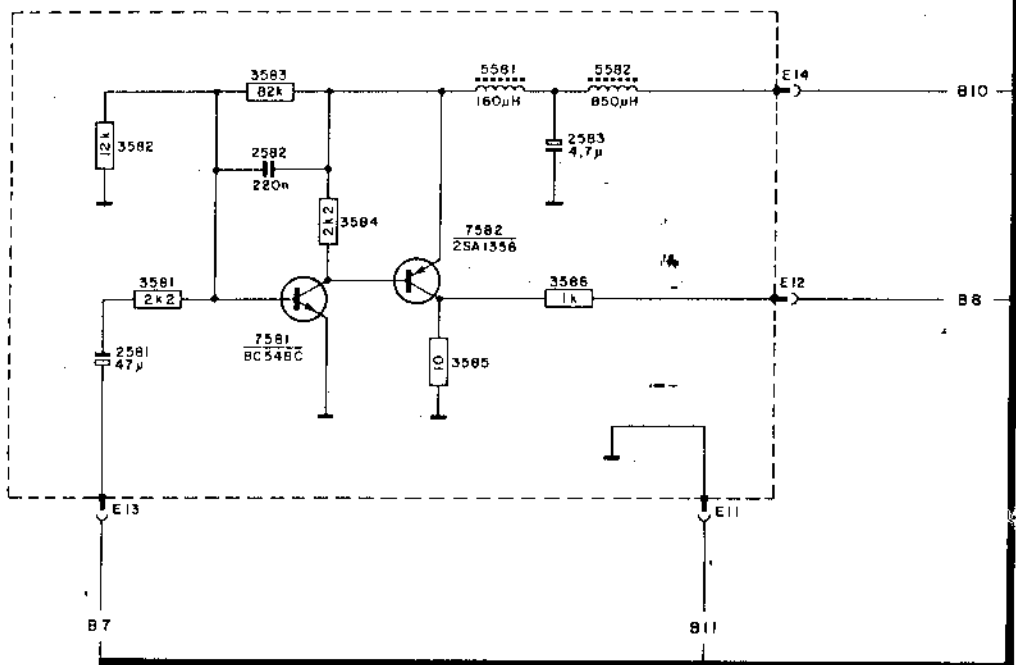 3583
82k
5581
160µH
5582
850µH
E14
B10
12k
3582
2582
220n
2583
4,7µ
2k2
3584
7582
2SA1358
3581
2k2
3586
1k
E12
B8
2581
47µ
7581
BC548C
10
3585
E13
E11
B7
B11